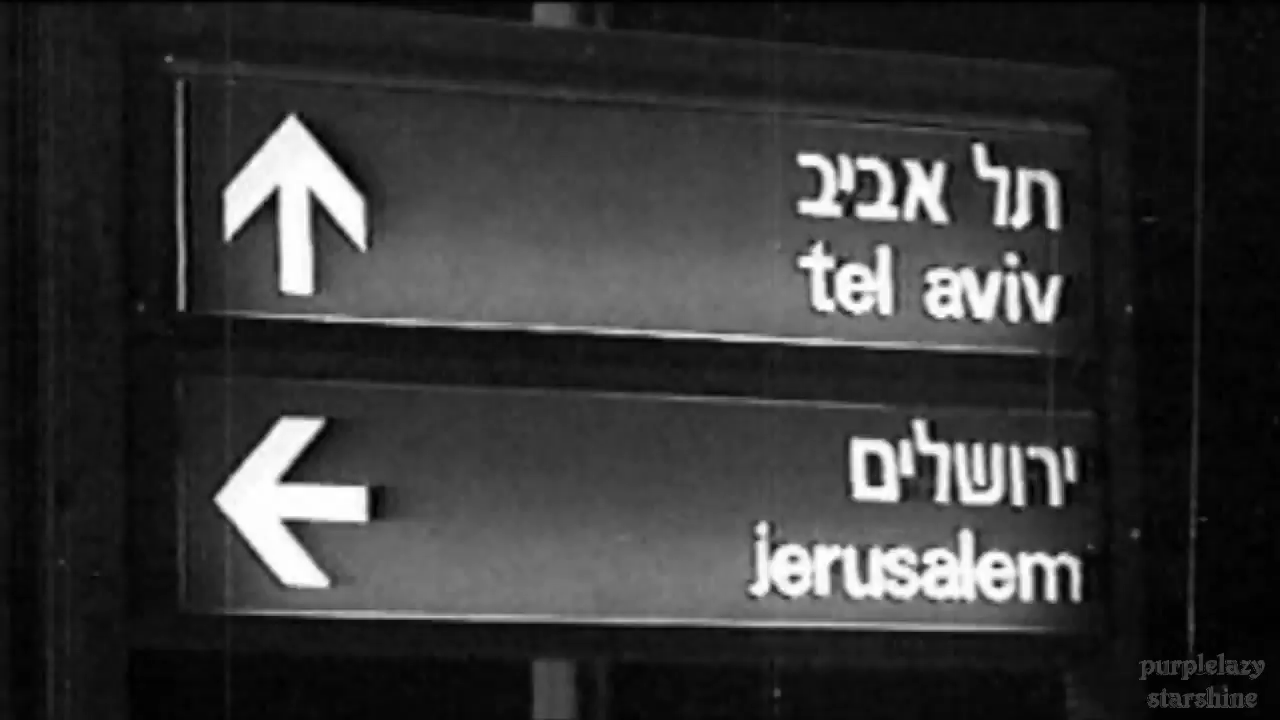 תל אביב
tel aviv
ירושלים
jerusalem
purplelazy
starshine